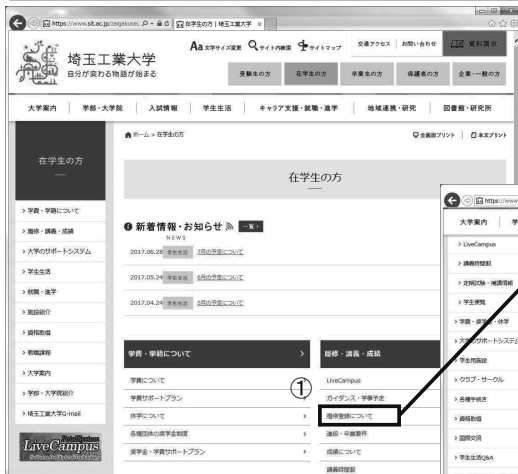 https://www.sit.ac.jp/zaigakusei.
在学生の方 | 埼玉工業大学
埼玉工業大学
自分が変わる物語が始まる
Aa 文字サイズ変更
サイト内検索
サイトマップ
交通アクセス
お問い合わせ
資料請求
受験生の方
在学生の方
卒業生の方
保護者の方
企業・一般の方
大学案内
学部・大学院
入試情報
学生生活
キャリア支援・就職・進学
地域連携・研究
図書館・研究所
ホーム > 在学生の方
全画面プリント
本文プリント
在学生の方
> 学費・学籍について
> 履修・講義・成績
> 大学のサポートシステム
> 学生生活
> 就職・進学
> 施設紹介
> 資格取得
> 教職課程
> 大学案内
> 学部・大学院紹介
> 埼玉工業大学G-mail
LiveCampus
在学生の方
新着情報・お知らせ
一覧 >
NEWS
2017.06.28 学生生活 7月の予定について
2017.05.24 学生生活 6月の予定について
2017.04.24 学生生活 5月の予定について
学費・学籍について >
学費について
学費サポートプラン
休学について
各種団体の奨学金制度
奨学金・学費サポートプラン
①
履修・講義・成績
LiveCampus
ガイダンス・学事予定
履修登録について
進級・卒業要件
成績について
講義時間割
https://www
大学案内
学
> LiveCampus
> 講義時間割
> 定期試験・補講情報
> 学生便覧
> 学費・奨学金・休学
> 大学のサポートシステム
> 学生用施設
> クラブ・サークル
> 各種手続き
> 資格取得
> 国際交流
> 学生生活Q&A